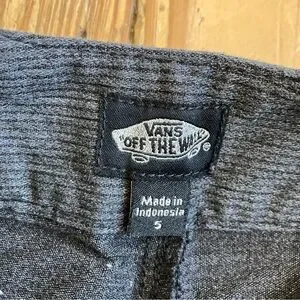 VANS
"OFF THE WALL"
®
Made in
Indonesia
5